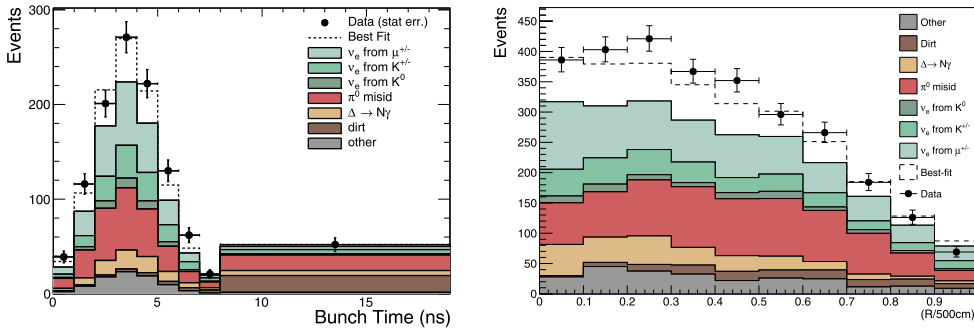 Events
300
200
100
0
0
5
10
15
Bunch Time (ns)
Data (stat err.)
Best Fit
νe from μ+/-
νe from K+/-
νe from K0
π0 misid
Δ → Nγ
dirt
other
Events
450
400
350
300
250
200
150
100
50
0
0
0.1
0.2
0.3
0.4
0.5
0.6
0.7
0.8
0.9
(R/500cm)
Other
Dirt
Δ→ Nγ
π0 misid
νe from K0
νe from K+/-
νe from μ+/-
Best-fit
Data